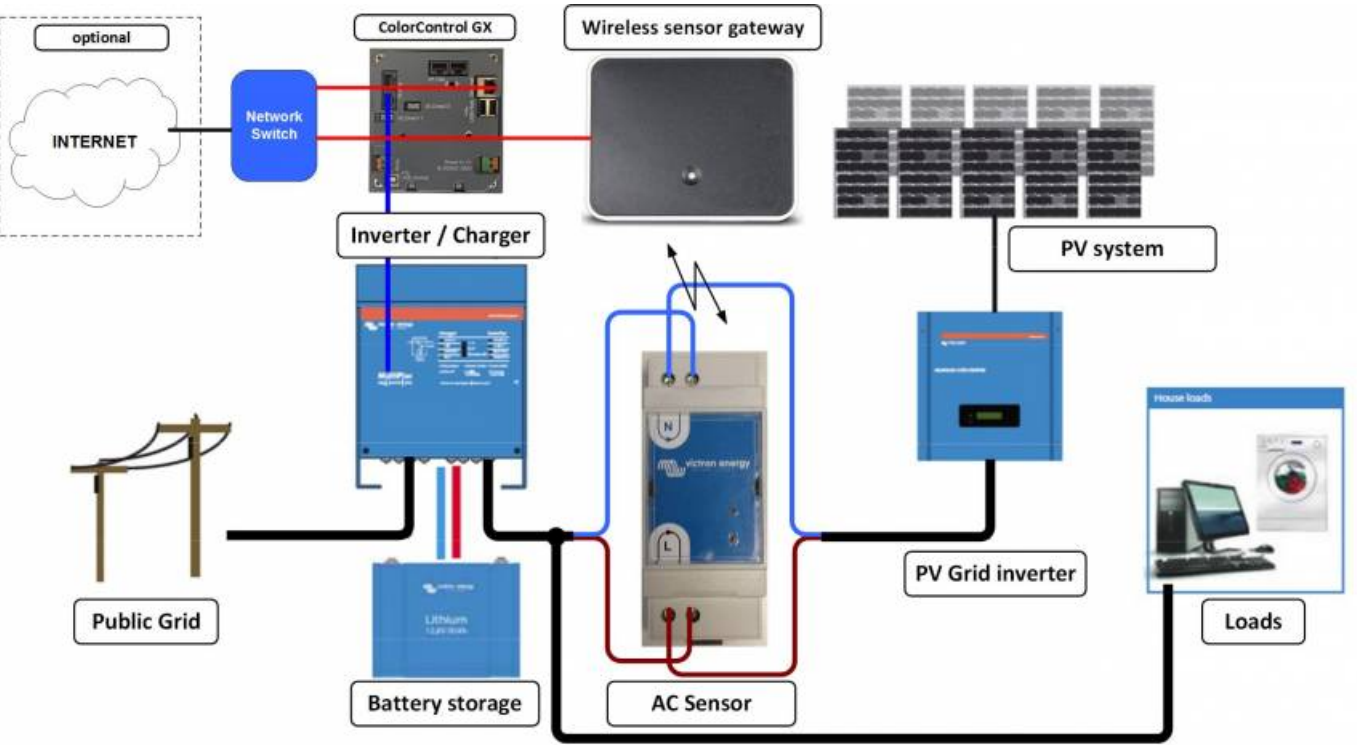 optional
ColorControl GX
Wireless sensor gateway
INTERNET
Network
Switch
Inverter / Charger
PV system
House loads
N
victron energy
L
Lithium
Public Grid
PV Grid inverter
Loads
Battery storage
AC Sensor